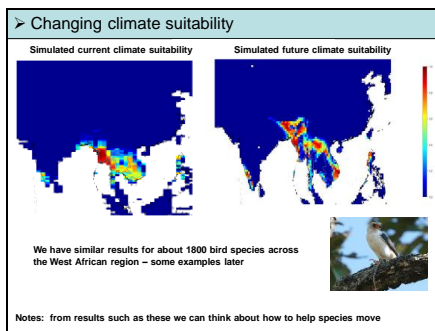 ➢ Changing climate suitability
Simulated current climate suitability
Simulated future climate suitability
We have similar results for about 1800 bird species across
the West African region – some examples later
Notes: from results such as these we can think about how to help species move